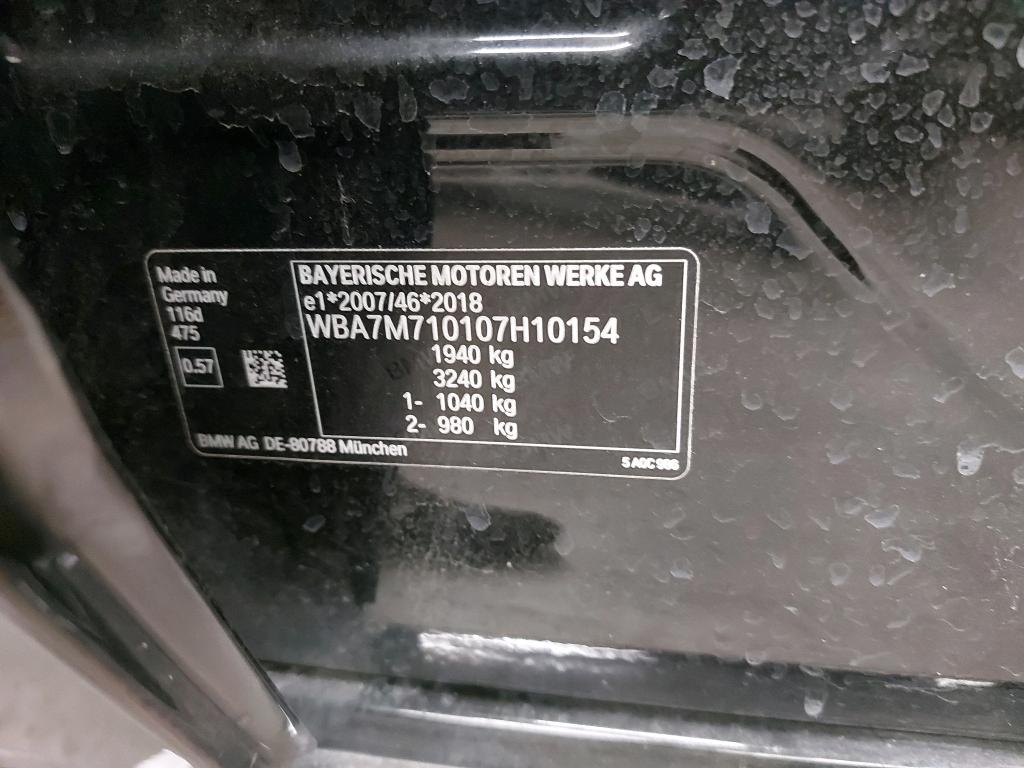 Made in
Germany
116d
475
0.57
BAYERISCHE MOTOREN WERKE AG
e1*2007/46*2018
WBA7M710107H10154
1940 kg
3240 kg
1- 1040 kg
2- 980 kg
BMW AG DE-80788 München